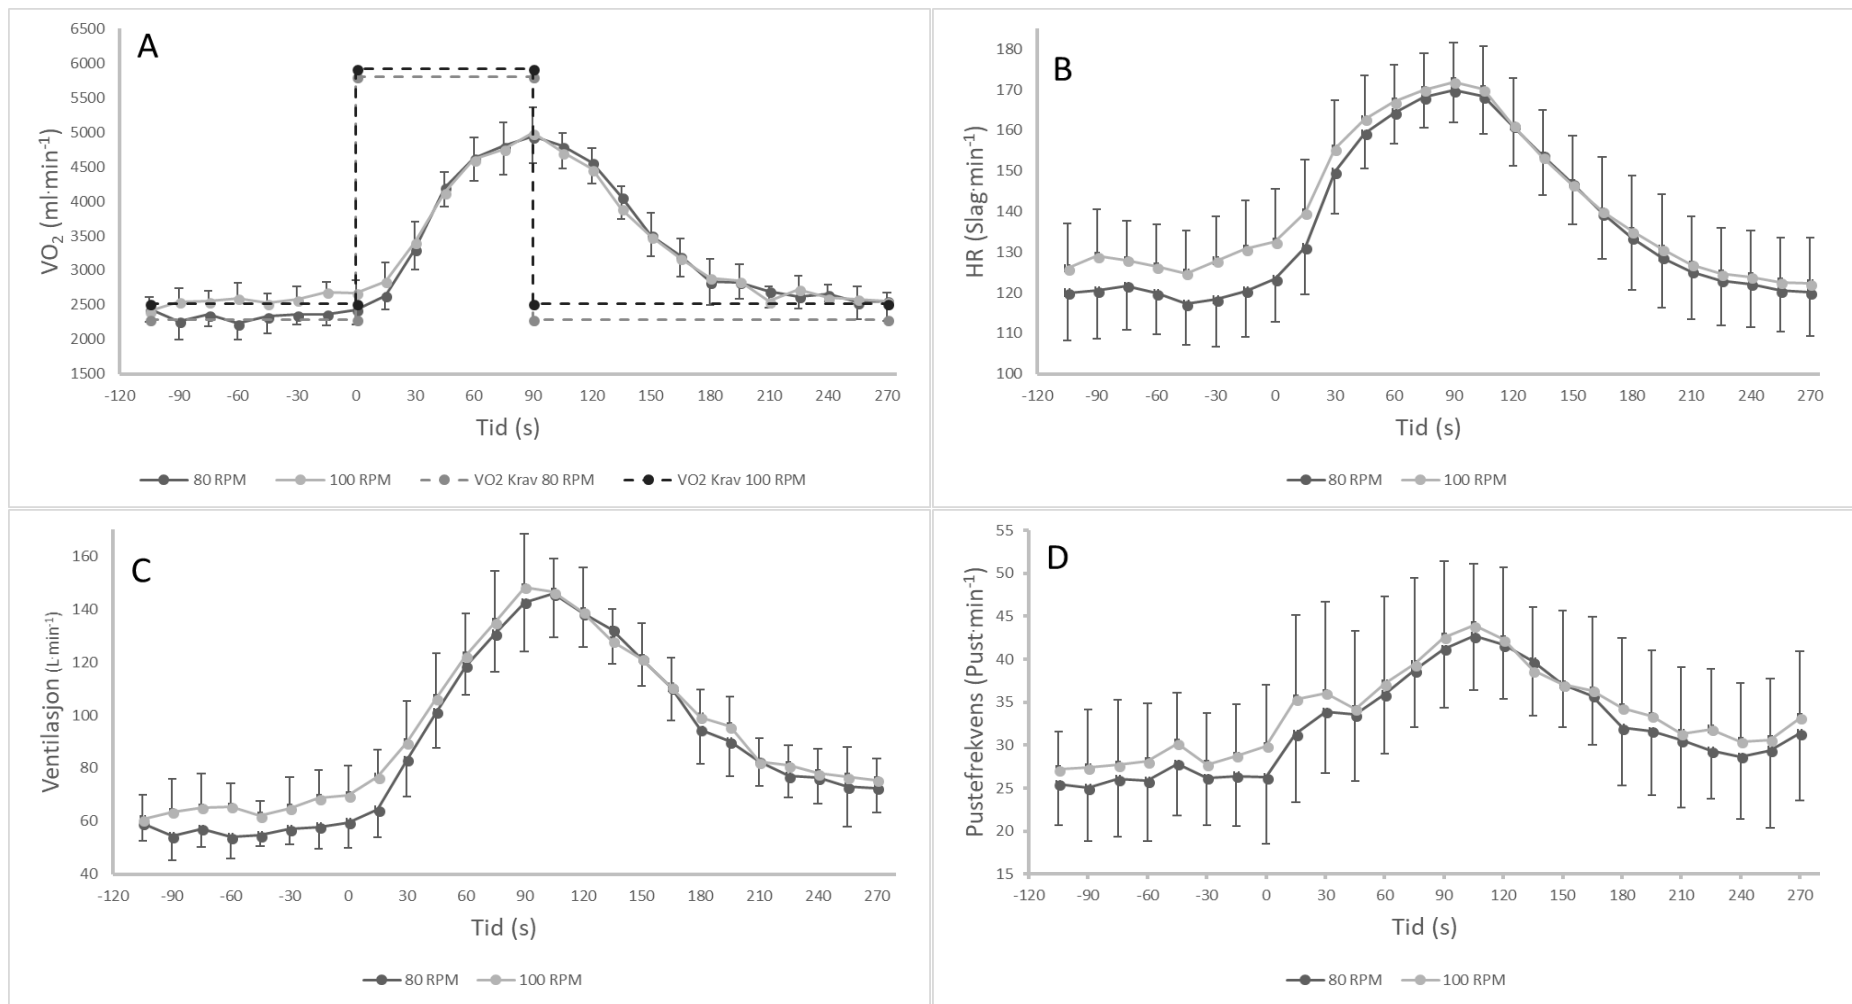 A
6500
6000
5500
5000
4500
4000
3500
3000
2500
2000
1500
VO₂ (ml·min⁻¹)
-120 -90 -60 -30 0 30 60 90 120 150 180 210 240 270
Tid (s)
80 RPM 100 RPM VO2 Krav 80 RPM VO2 Krav 100 RPM
B
180
170
160
150
140
130
120
110
100
HR (Slag·min⁻¹)
-120 -90 -60 -30 0 30 60 90 120 150 180 210 240 270
Tid (s)
80 RPM 100 RPM
C
160
140
120
100
80
60
40
Ventilasjon (L·min⁻¹)
-120 -90 -60 -30 0 30 60 90 120 150 180 210 240 270
Tid (s)
80 RPM 100 RPM
D
55
50
45
40
35
30
25
20
15
Pustefrekvens (Pust·min⁻¹)
-120 -90 -60 -30 0 30 60 90 120 150 180 210 240 270
Tid (s)
80 RPM 100 RPM